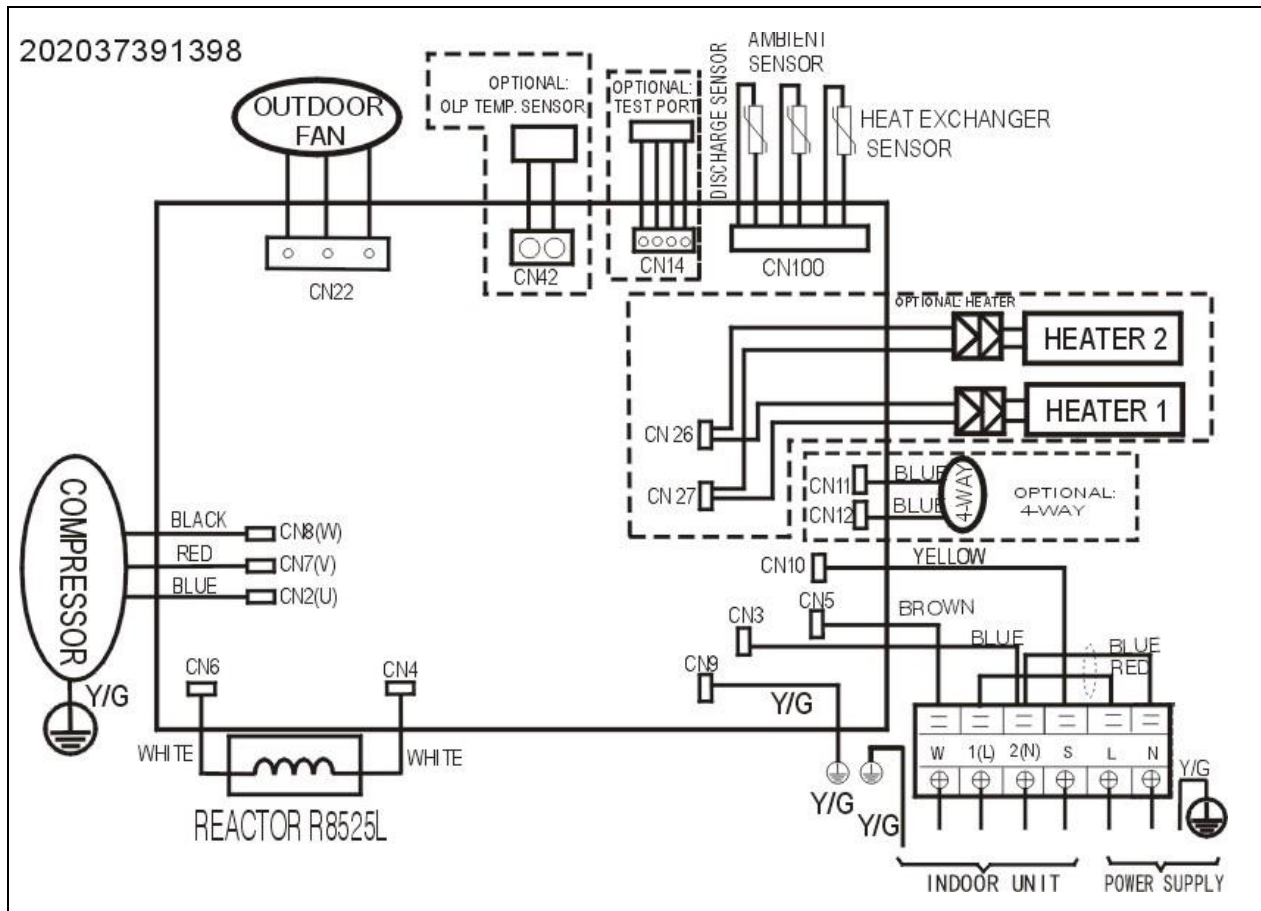 202037391398
OUTDOOR
FAN
CN22
OPTIONAL:
OLP TEMP. SENSOR
CN42
OPTIONAL:
TEST PORT
CN14
DISCHARGE SENSOR
AMBIENT
SENSOR
HEAT EXCHANGER
SENSOR
CN100
OPTIONAL: HEATER
HEATER 2
HEATER 1
CN 26
CN 27
CN11
BLUE
CN12
BLUE
4-WAY
OPTIONAL:
4-WAY
COMPRESSOR
BLACK
CN8(W)
RED
CN7(V)
BLUE
CN2(U)
Y/G
CN6
CN4
WHITE
WHITE
REACTOR R8525L
CN10
YELLOW
CN5
BROWN
CN3
BLUE
BLUE
RED
CN9
Y/G
Y/G
Y/G
W 1(L) 2(N) S L N
Y/G
INDOOR UNIT
POWER SUPPLY